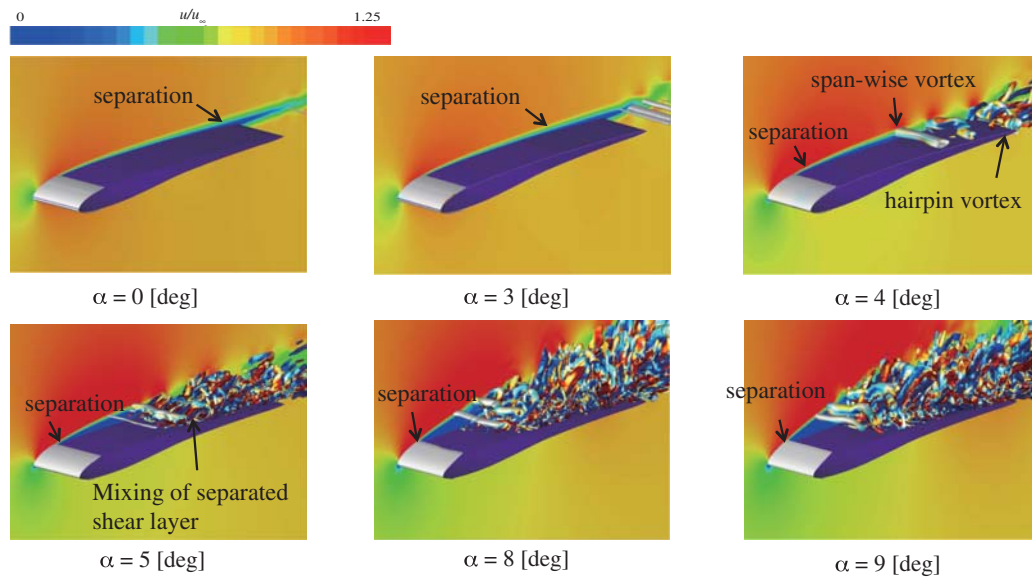 0 u/u∞ 1.25
separation
α = 0 [deg]
separation
α = 3 [deg]
span-wise vortex
separation
hairpin vortex
α = 4 [deg]
separation
Mixing of separated
shear layer
α = 5 [deg]
separation
α = 8 [deg]
separation
α = 9 [deg]